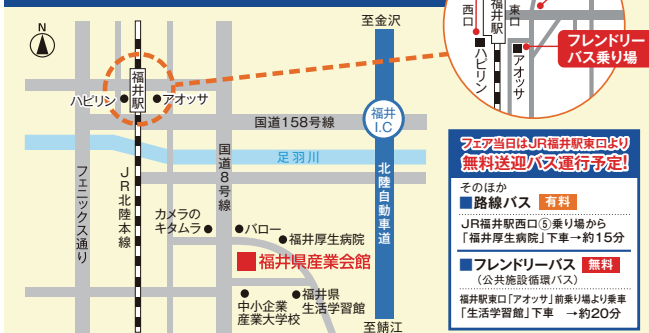 N
至金沢
西口
福井駅
東口
ハピリン
アオッサ
フレンドリー
バス乗り場
福井駅
ハピリン
アオッサ
福井
I.C
国道158号線
足羽川
国道8号線
フェニックス通り
JR北陸本線
北陸自動車道
カメラの
キタムラ
バロー
福井厚生病院
福井県産業会館
中小企業
産業大学校
福井県
生活学習館
至鯖江
フェア当日はJR福井駅東口より
無料送迎バス運行予定!
そのほか
■路線バス 有料
JR福井駅西口⑤乗り場から
「福井厚生病院」下車→約15分
■フレンドリーバス 無料
(公共施設循環バス)
福井駅東口「アオッサ」前乗り場より乗車
「生活学習館」下車 →約20分